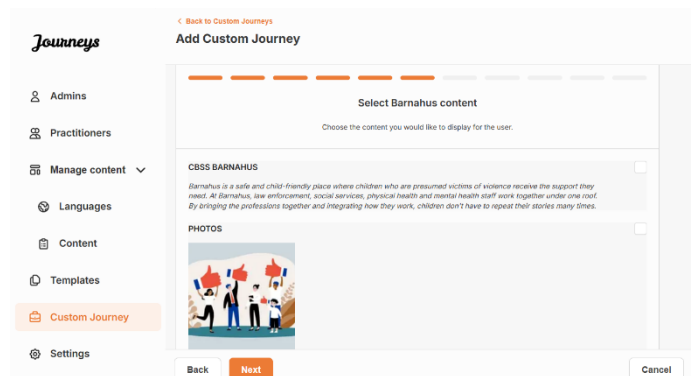 Journeys
Admins
Practitioners
Manage content
Languages
Content
Templates
Custom Journey
Settings
< Back to Custom Journeys
Add Custom Journey
Select Barnahus content
Choose the content you would like to display for the user.
CBSS BARNAHUS
Barnahus is a safe and child-friendly place where children who are presumed victims of violence receive the support they
need. At Barnahus, law enforcement, social services, physical health and mental health staff work together under one roof.
By bringing the professions together and integrating how they work, children don't have to repeat their stories many times.
PHOTOS
Back
Next
Cancel